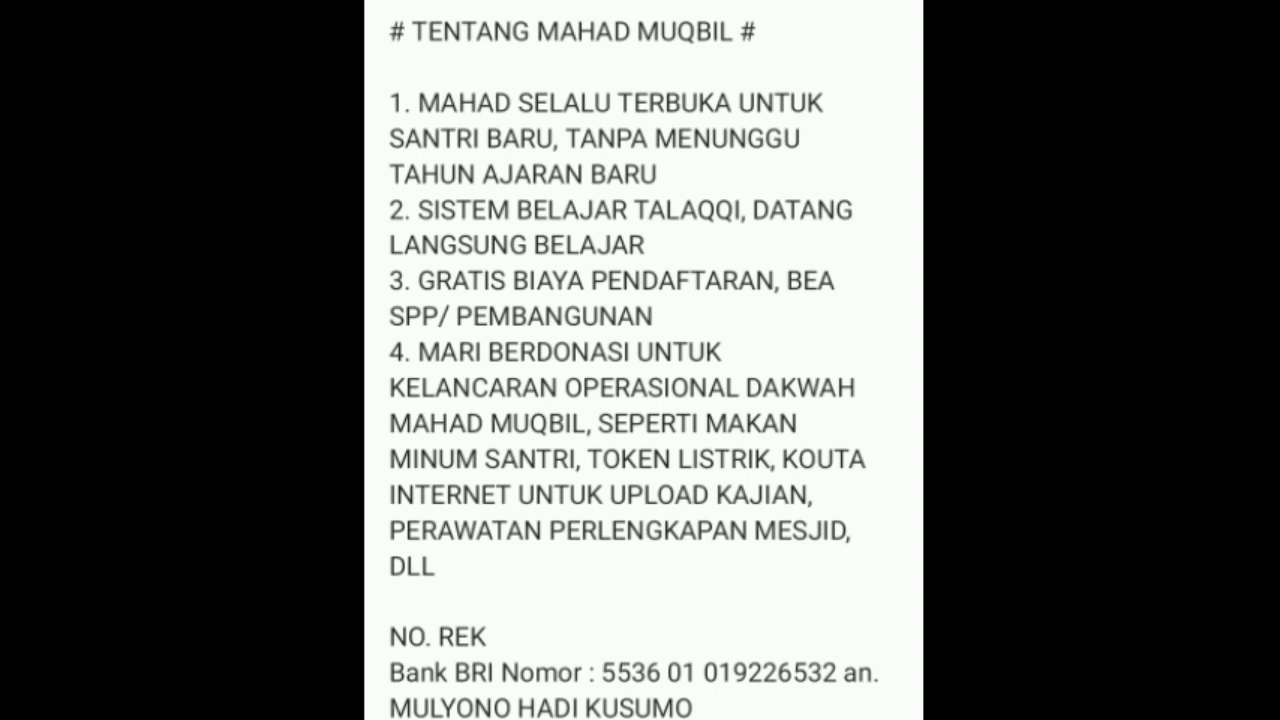 # TENTANG MAHAD MUQBIL #
1. MAHAD SELALU TERBUKA UNTUK
SANTRI BARU, TANPA MENUNGGU
TAHUN AJARAN BARU
2. SISTEM BELAJAR TALAQQI, DATANG
LANGSUNG BELAJAR
3. GRATIS BIAYA PENDAFTARAN, BEA
SPP/ PEMBANGUNAN
4. MARI BERDONASI UNTUK
KELANCARAN OPERASIONAL DAKWAH
MAHAD MUQBIL, SEPERTI MAKAN
MINUM SANTRI, TOKEN LISTRIK, KOUTA
INTERNET UNTUK UPLOAD KAJIAN,
PERAWATAN PERLENGKAPAN MESJID,
DLL
NO. REK
Bank BRI Nomor : 5536 01 019226532 an.
MULYONO HADI KUSUMO